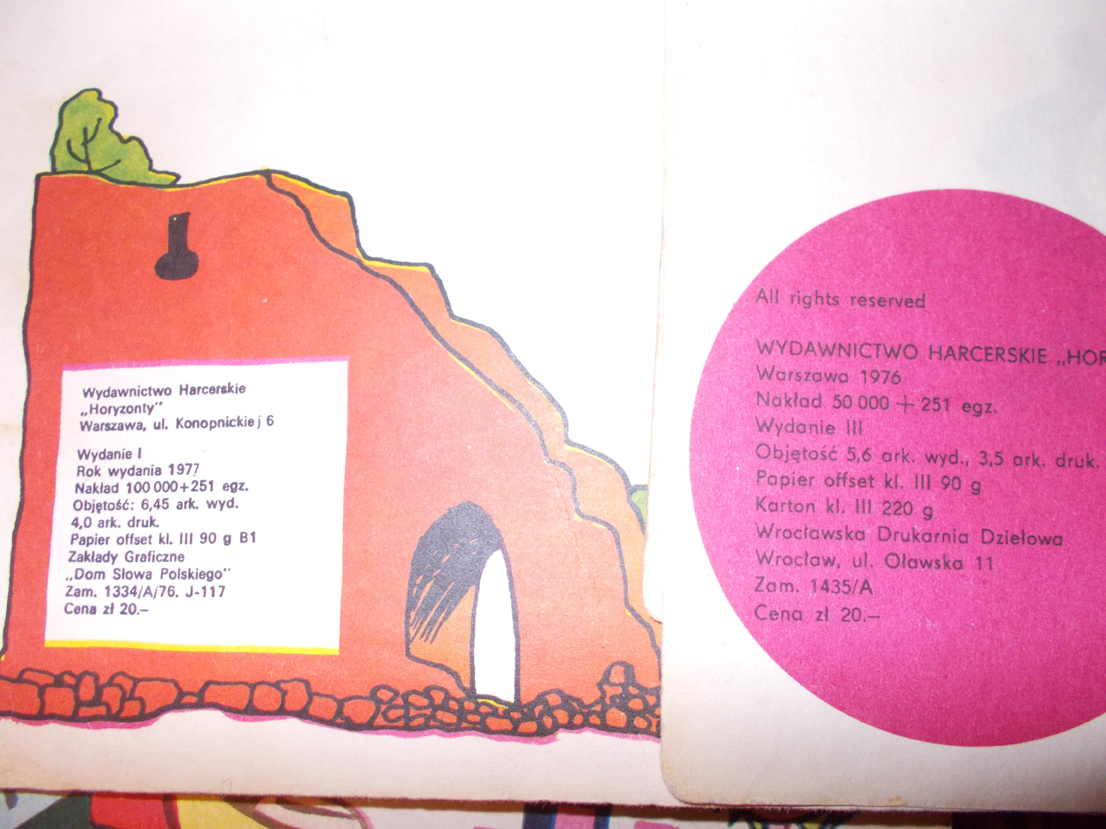 Wydawnictwo Harcerskie
„Horyzonty"
Warszawa, ul. Konopnickiej 6
Wydanie I
Rok wydania 1977
Nakład 100 000+251 egz.
Objętość: 6,45 ark. wyd.
4,0 ark. druk.
Papier offset kl. III 90 g B1
Zakłady Graficzne
„Dom Słowa Polskiego"
Zam. 1334/A/76. J-117
Cena zł 20.—
All rights reserved
WYDAWNICTWO HARCERSKIE „HOR
Warszawa 1976
Nakład 50 000 + 251 egz.
Wydanie III
Objętość 5,6 ark. wyd., 3,5 ark. druk.
Papier offset kl. III 90 g
Karton kl. III 220 g
Wrocławska Drukarnia Dziełowa
Wrocław, ul. Oławska 11
Zam. 1435/A
Cena zł 20.—